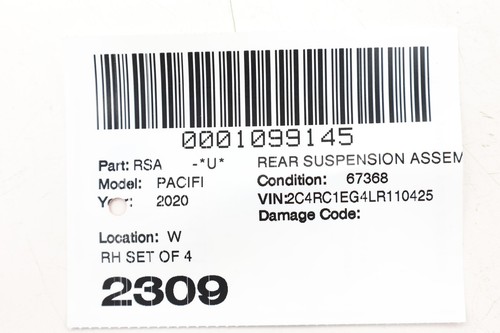 0001099145
Part: RSA -*U* REAR SUSPENSION ASSEM
Model: PACIFI Condition: 67368
Year: 2020 VIN:2C4RC1EG4LR110425
Damage Code:
Location: W
RH SET OF 4
2309